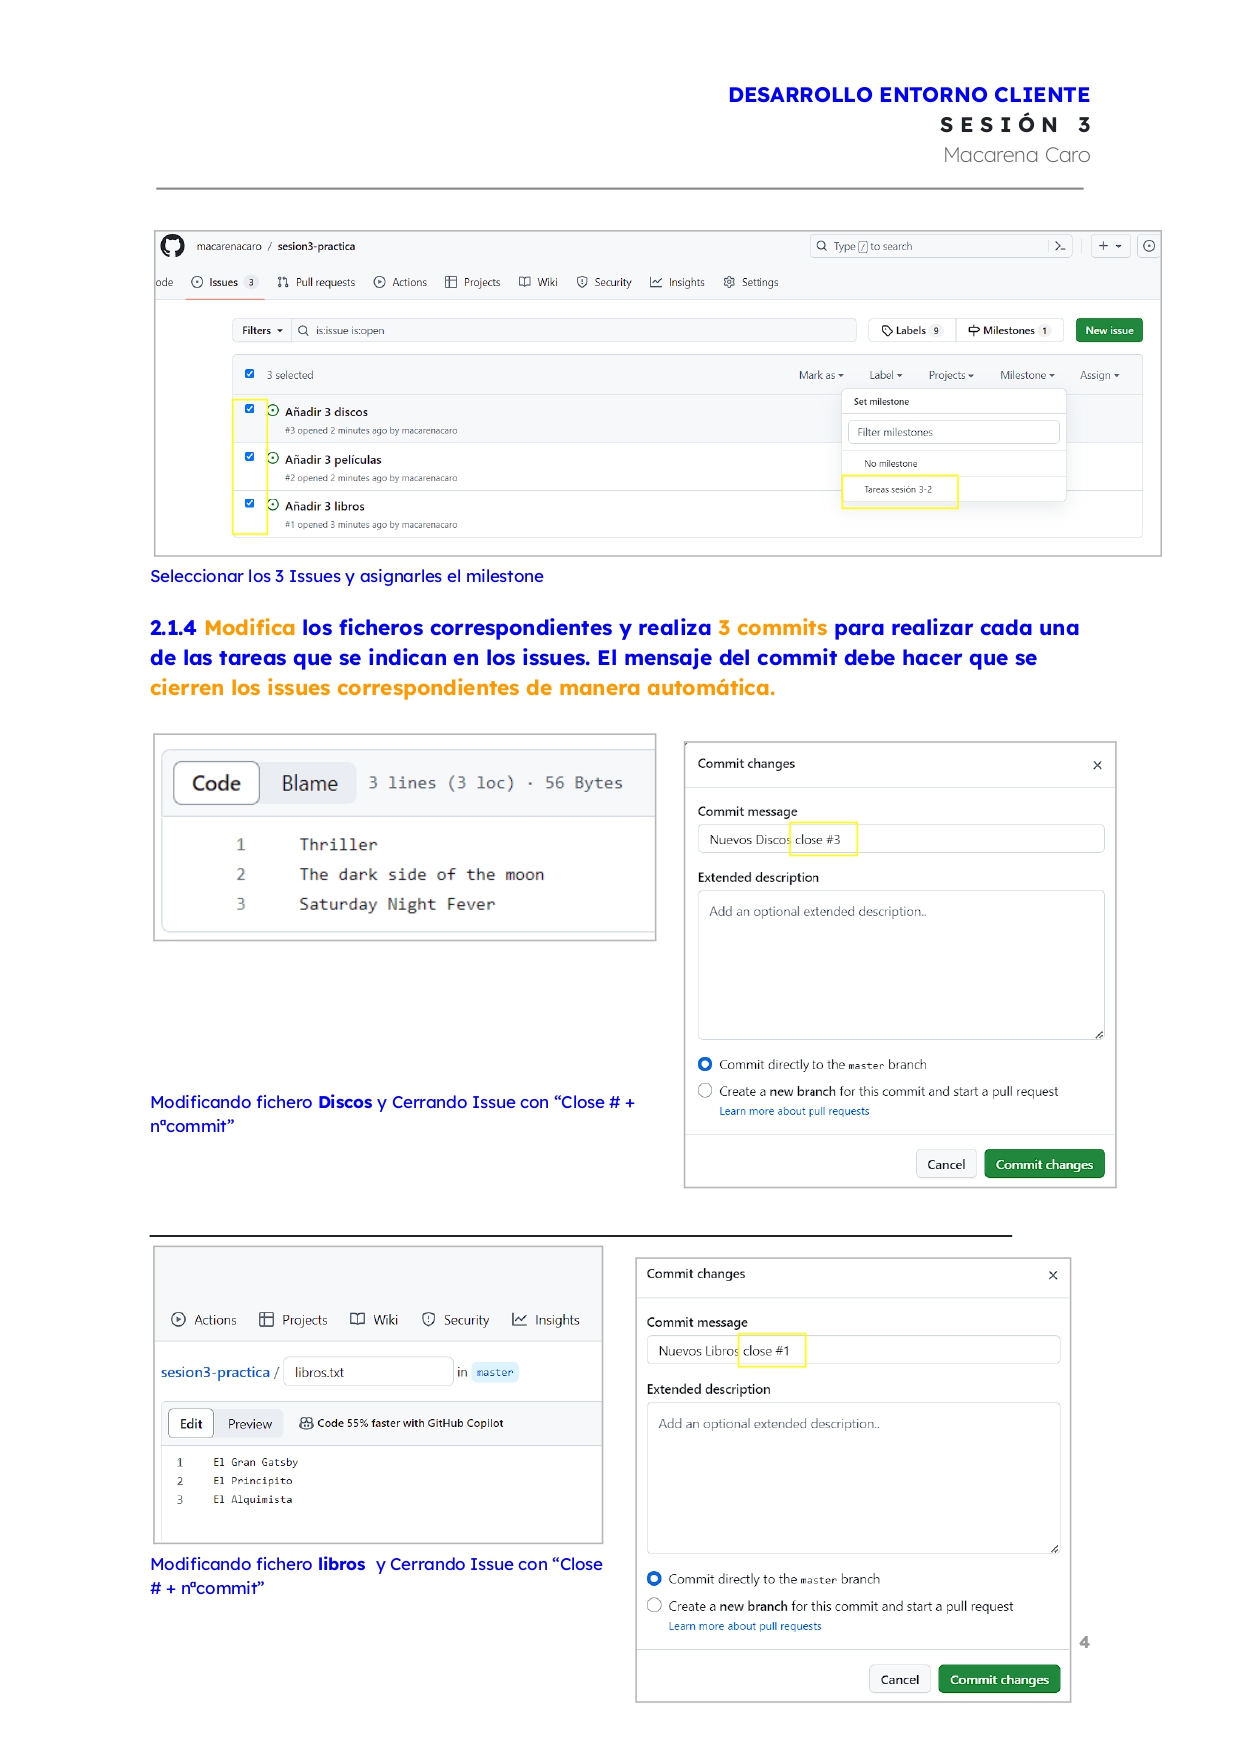 DESARROLLO ENTORNO CLIENTE
SESIÓN 3
Macarena Caro
macarenacaro / sesion3-practica
Type / to search
ode Issues 3 Pull requests Actions Projects Wiki Security Insights Settings
Filters is:issue is:open Labels 9 Milestones 1 New issue
3 selected Mark as Label Projects Milestone Assign
Set milestone
Filter milestones
No milestone
Tareas sesión 3-2
Añadir 3 discos
#3 opened 2 minutes ago by macarenacaro
Añadir 3 películas
#2 opened 2 minutes ago by macarenacaro
Añadir 3 libros
#1 opened 3 minutes ago by macarenacaro
Seleccionar los 3 Issues y asignarles el milestone
2.1.4 Modifica los ficheros correspondientes y realiza 3 commits para realizar cada una
de las tareas que se indican en los issues. El mensaje del commit debe hacer que se
cierren los issues correspondientes de manera automática.
Code Blame 3 lines (3 loc) · 56 Bytes
1 Thriller
2 The dark side of the moon
3 Saturday Night Fever
Modificando fichero Discos y Cerrando Issue con “Close # +
nºcommit”
Commit changes
Commit message
Nuevos Discos close #3
Extended description
Add an optional extended description..
Commit directly to the master branch
Create a new branch for this commit and start a pull request
Learn more about pull requests
Cancel Commit changes
Actions Projects Wiki Security Insights
sesion3-practica / libros.txt in master
Edit Preview Code 55% faster with GitHub Copilot
1 El Gran Gatsby
2 El Principito
3 El Alquimista
Modificando fichero libros y Cerrando Issue con “Close
# + nºcommit”
Commit changes
Commit message
Nuevos Libros close #1
Extended description
Add an optional extended description..
Commit directly to the master branch
Create a new branch for this commit and start a pull request
Learn more about pull requests
Cancel Commit changes
4